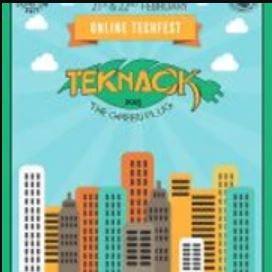 21st & 22nd FEBRUARY
ONLINE TECHFEST
TEKNACK
2015
THE GREEN PLUG